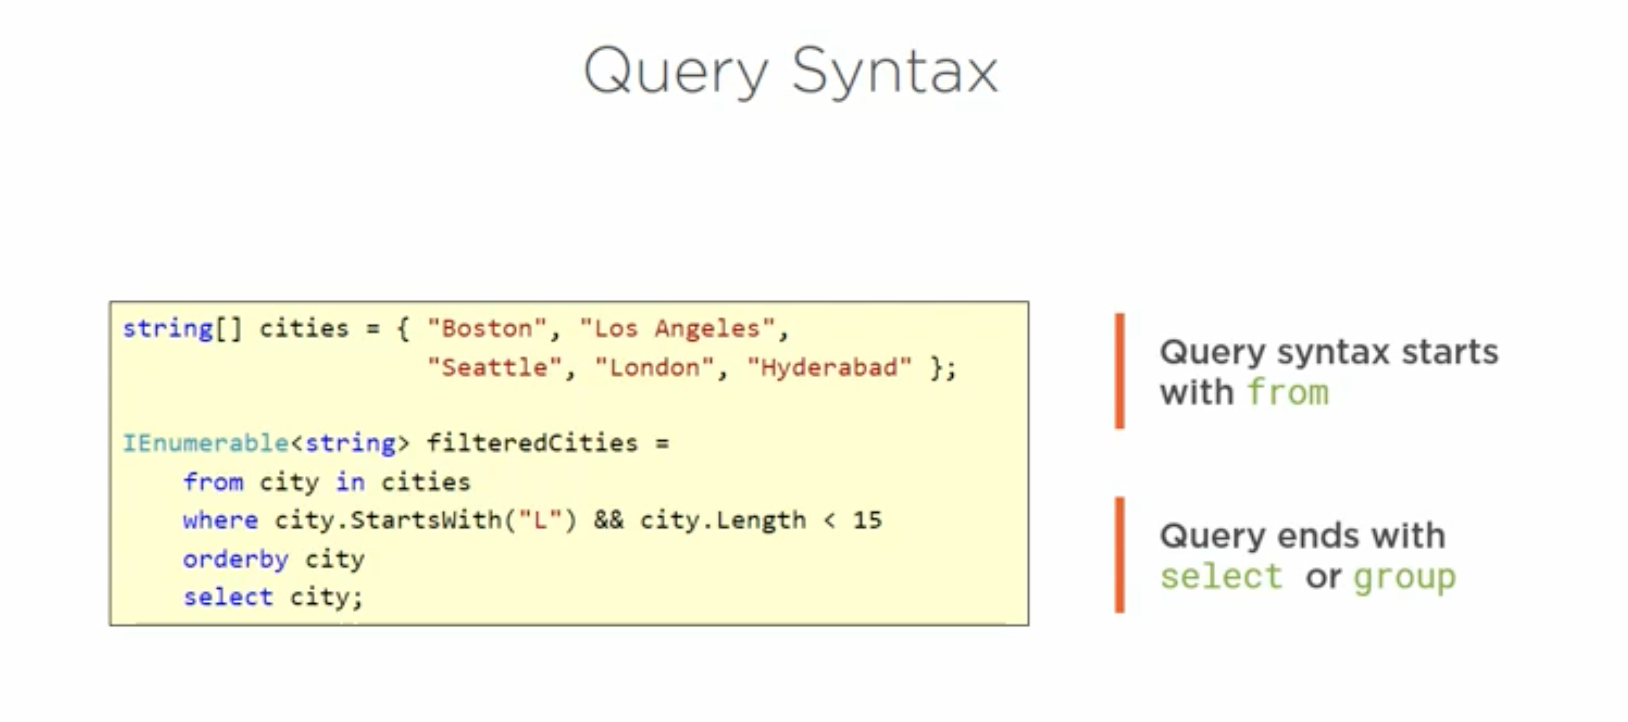 Query Syntax
string[] cities = { "Boston", "Los Angeles",
"Seattle", "London", "Hyderabad" };
IEnumerable<string> filteredCities =
from city in cities
where city.StartsWith("L") && city.Length < 15
orderby city
select city;
Query syntax starts
with from
Query ends with
select or group